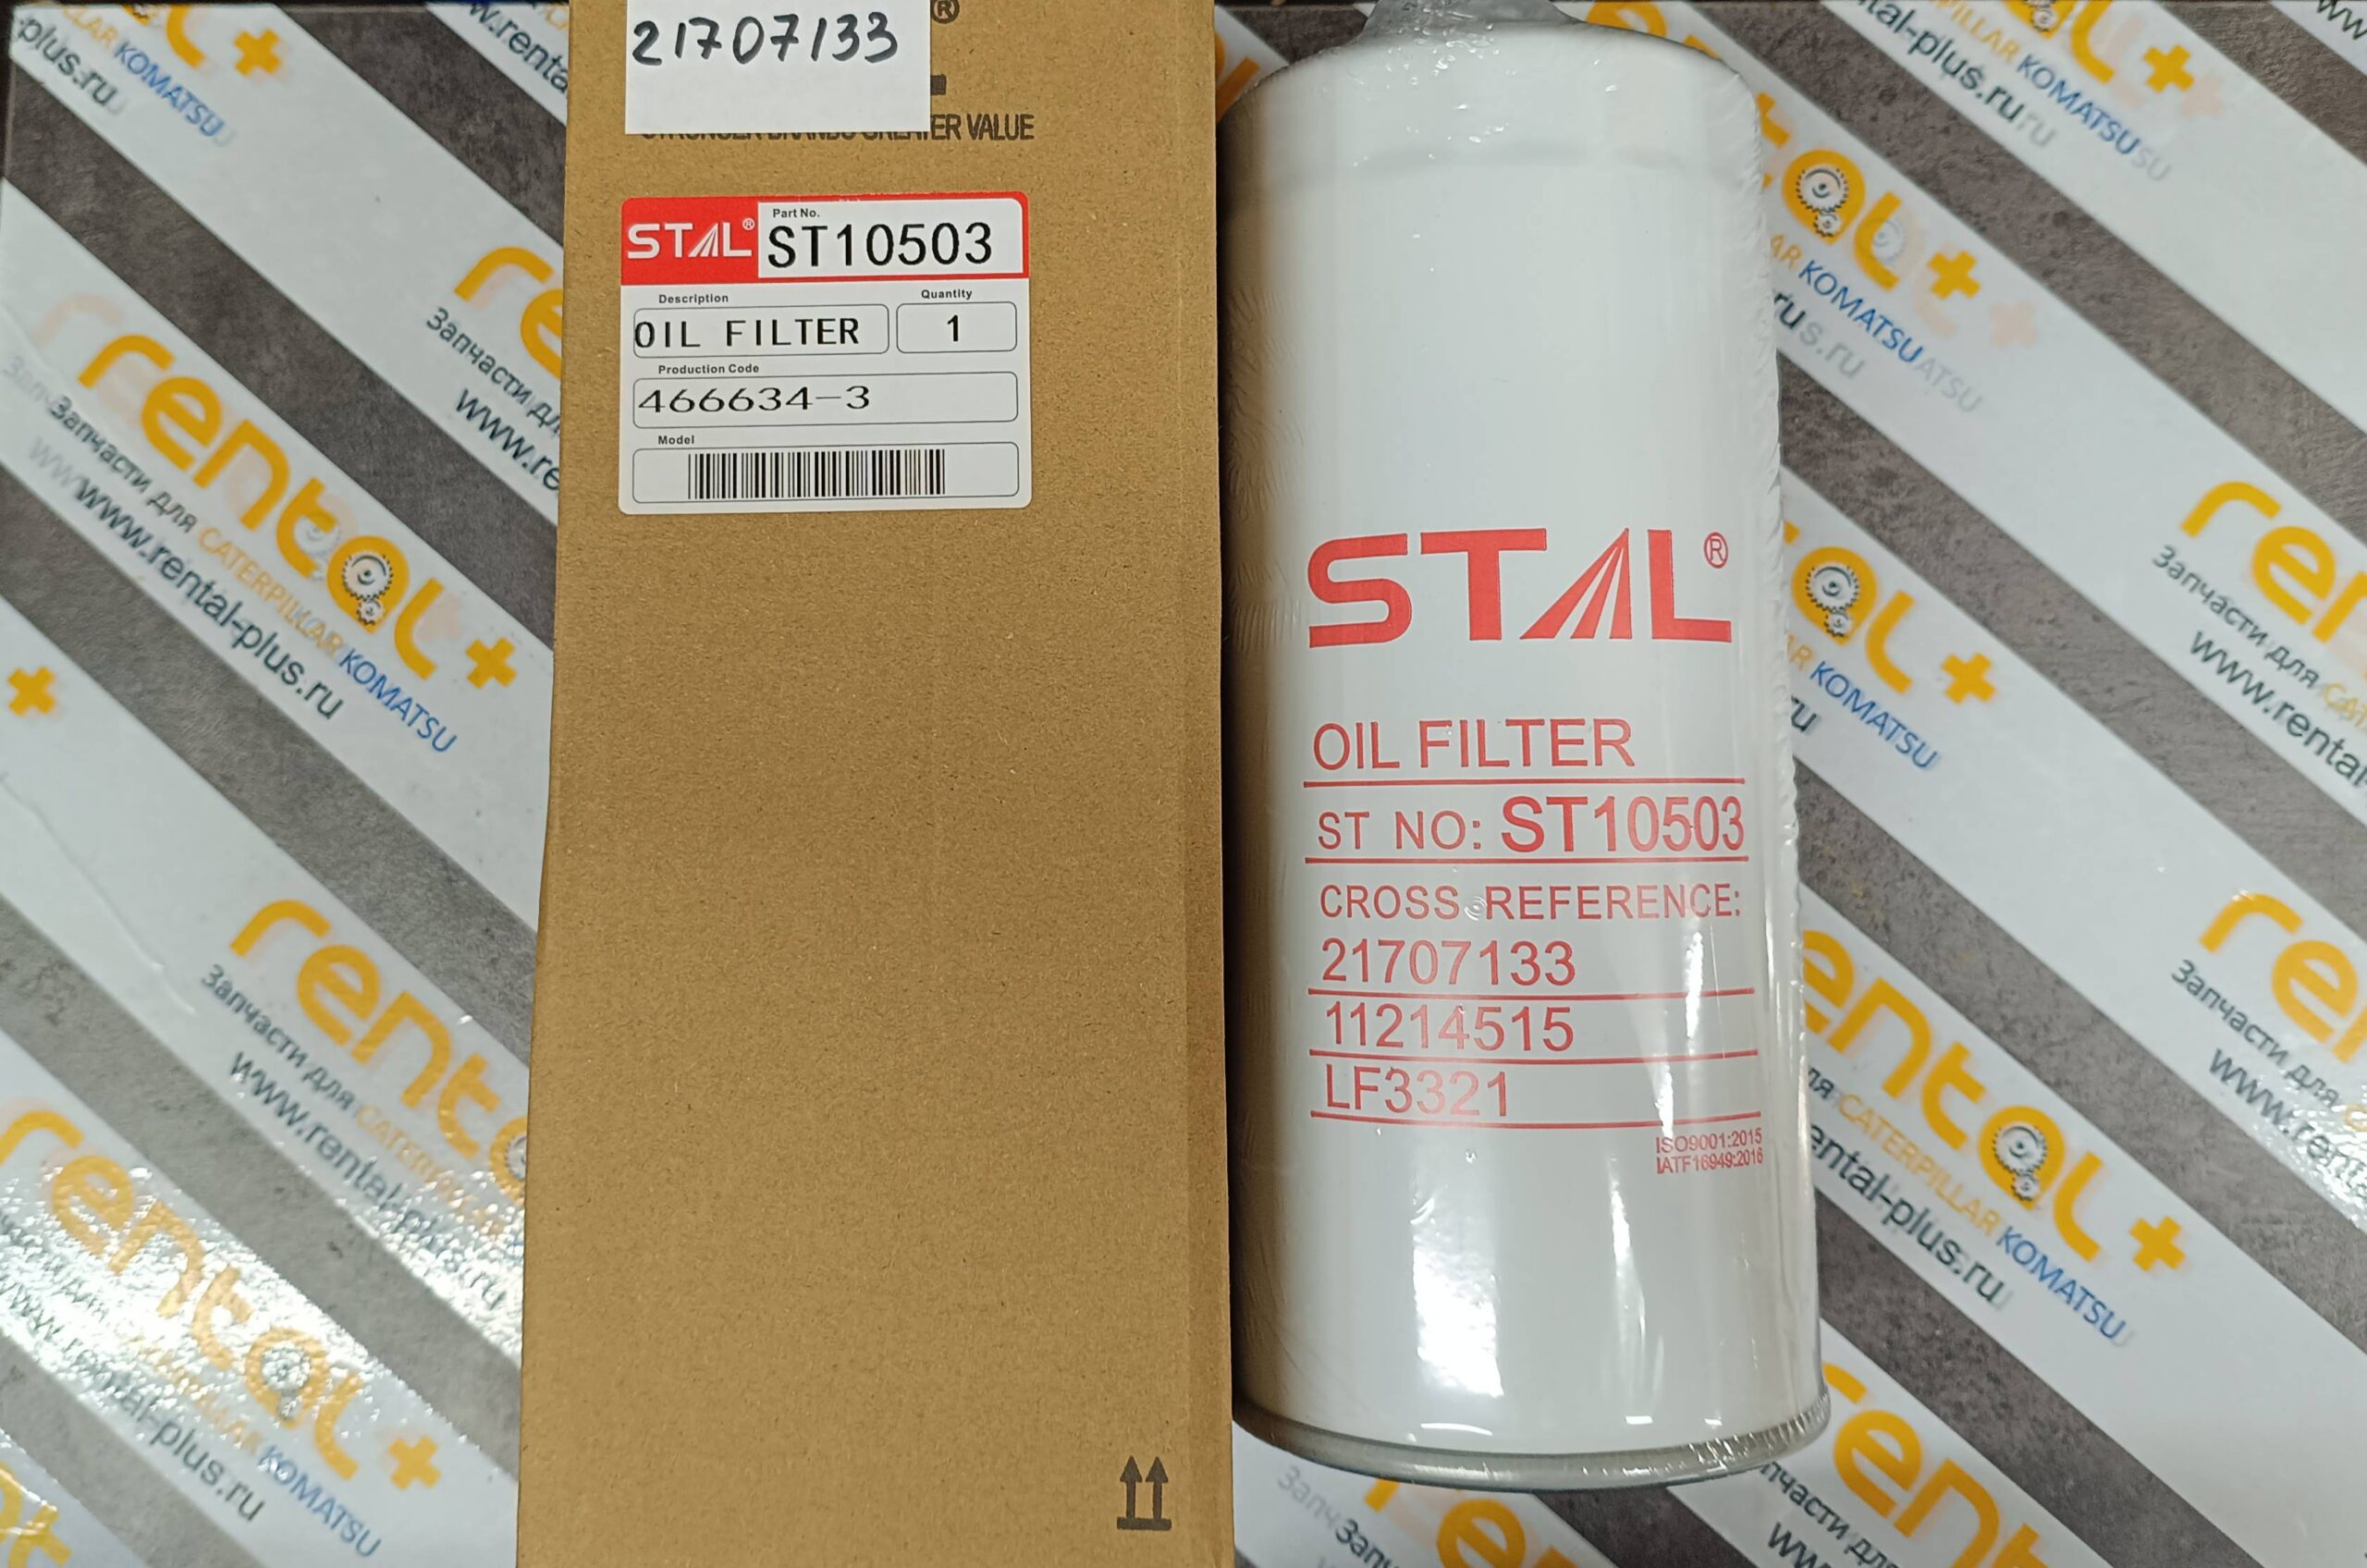 21707133
®
STRONGER BRANDS GREATER VALUE
STAL®
Part No.
ST10503
Description
Quantity
OIL FILTER
1
Production Code
466634-3
Model
STAL®
OIL FILTER
ST NO: ST10503
CROSS REFERENCE:
21707133
11214515
LF3321
ISO9001:2015
IATF16949:2016
rental+
Запчасти для CATERPILLAR KOMATSU
www.rental-plus.ru